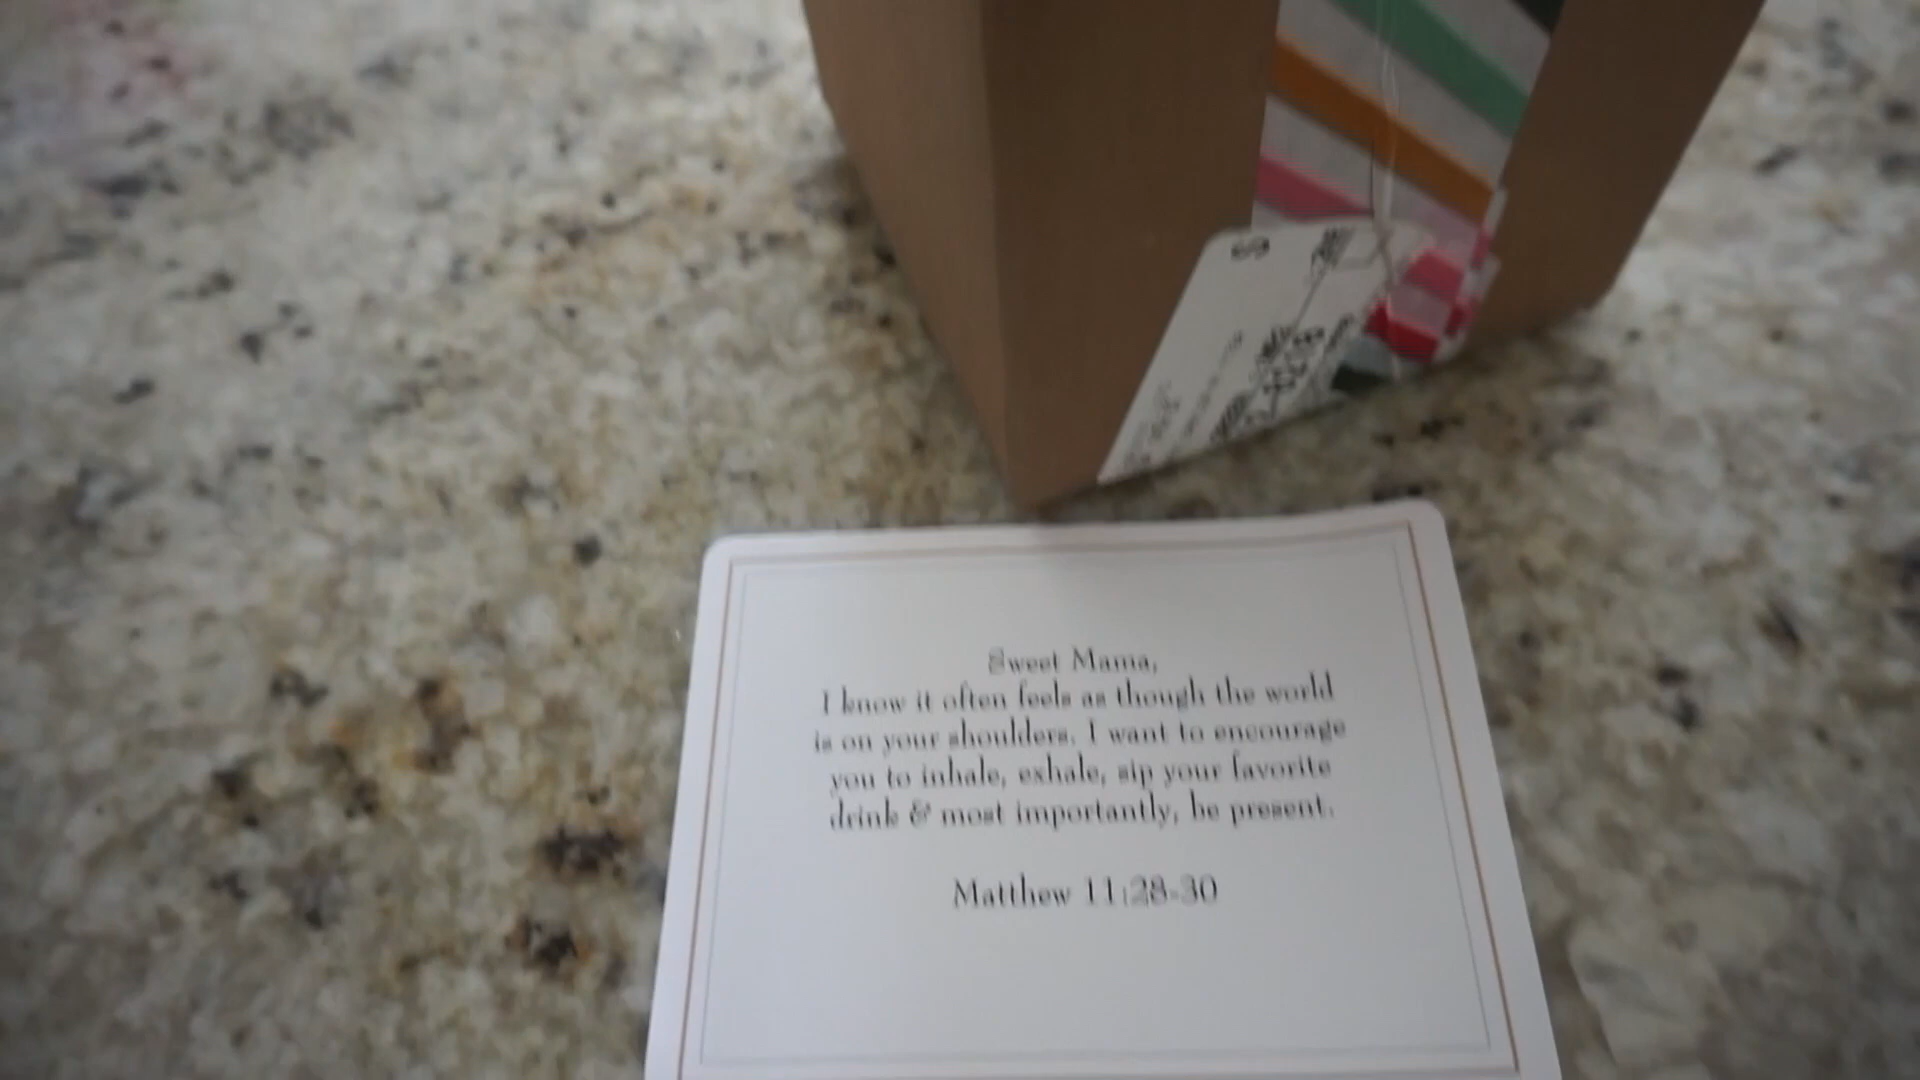 Sweet Mama,
I know it often feels as though the world
is on your shoulders. I want to encourage
you to inhale, exhale, sip your favorite
drink & most importantly, be present.
Matthew 11:28-30